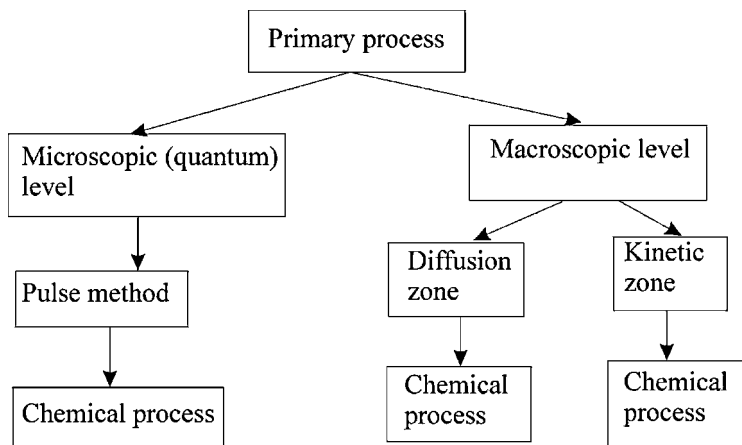 Primary process
Microscopic (quantum)
level
Macroscopic level
Pulse method
Diffusion
zone
Kinetic
zone
Chemical process
Chemical
process
Chemical
process